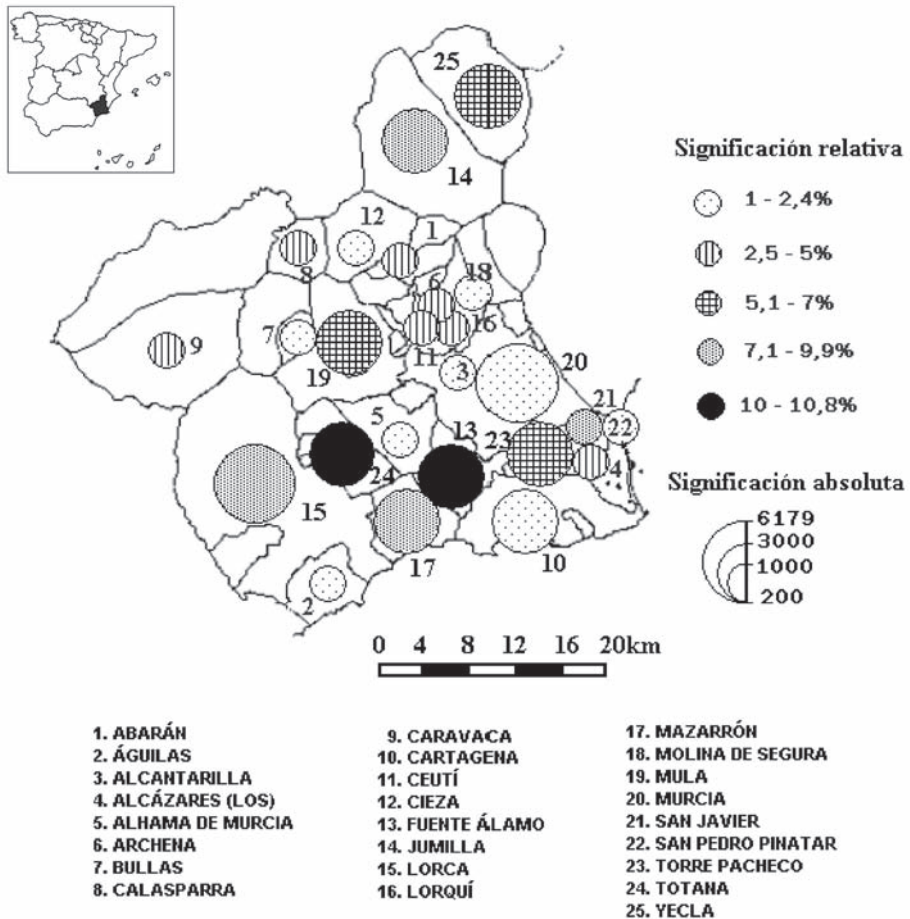 25
14
12
1
8
6
18
9
7
19
11
16
3
20
5
13
23
21
22
4
24
15
17
10
2
Significación relativa
1 - 2,4%
2,5 - 5%
5,1 - 7%
7,1 - 9,9%
10 - 10,8%
Significación absoluta
6179
3000
1000
200
0 4 8 12 16 20km
1. ABARÁN
2. ÁGUILAS
3. ALCANTARILLA
4. ALCÁZARES (LOS)
5. ALHAMA DE MURCIA
6. ARCHENA
7. BULLAS
8. CALASPARRA
9. CARAVACA
10. CARTAGENA
11. CEUTÍ
12. CIEZA
13. FUENTE ÁLAMO
14. JUMILLA
15. LORCA
16. LORQUÍ
17. MAZARRÓN
18. MOLINA DE SEGURA
19. MULA
20. MURCIA
21. SAN JAVIER
22. SAN PEDRO PINATAR
23. TORRE PACHECO
24. TOTANA
25. YECLA